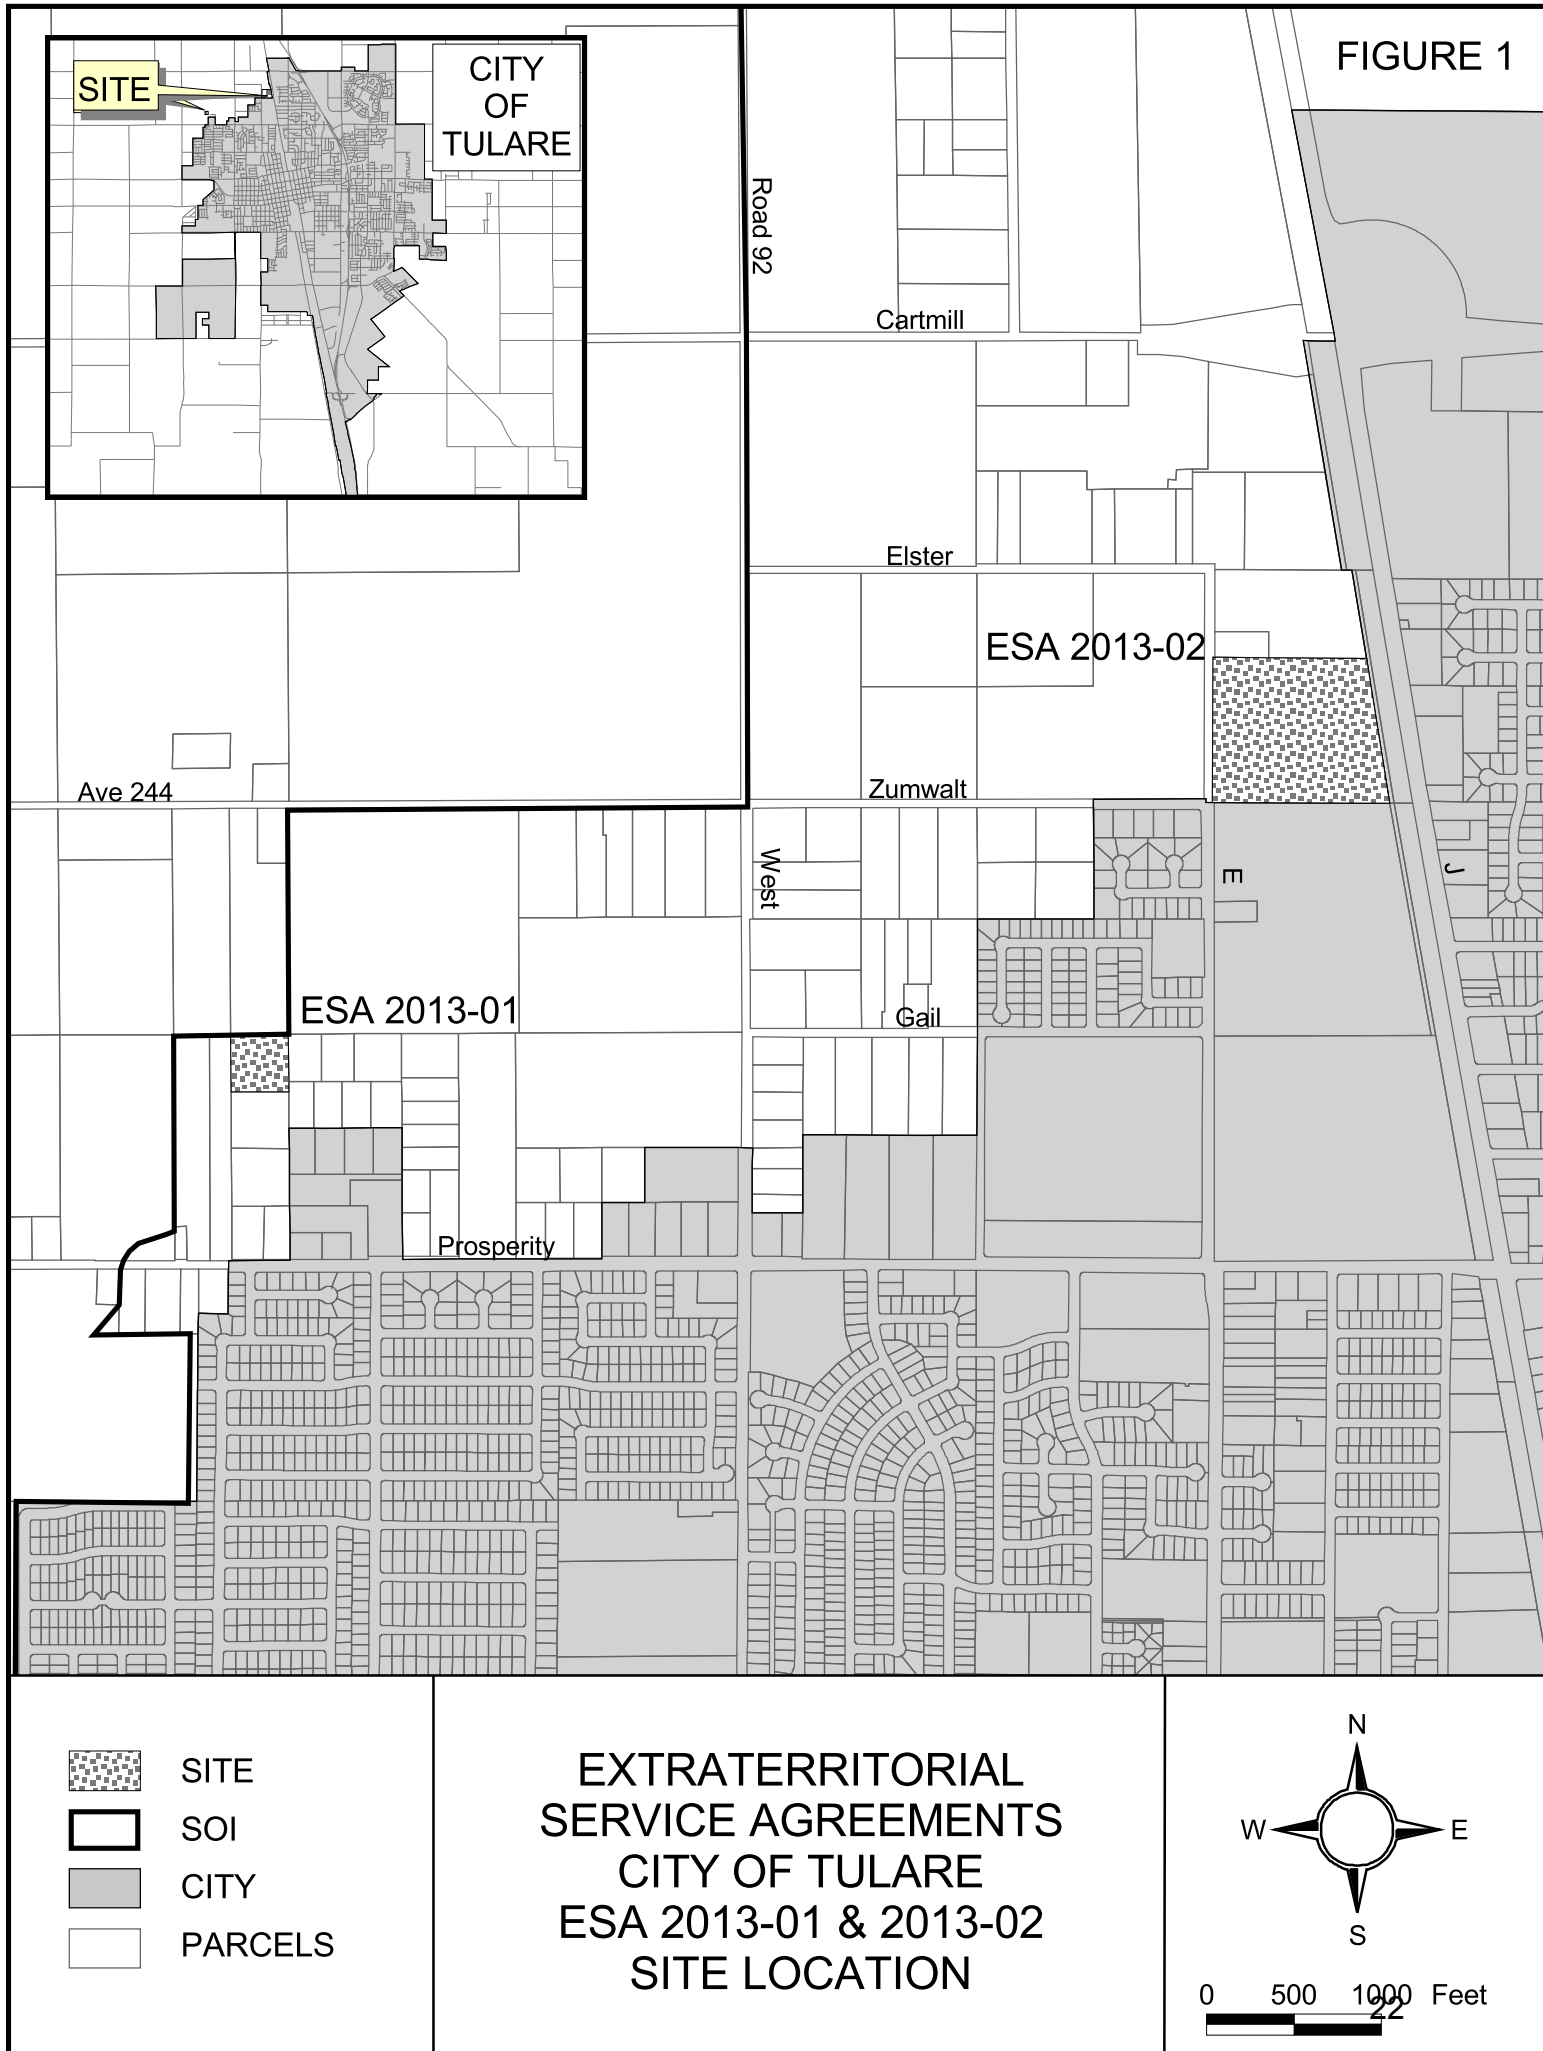 FIGURE 1
SITE
CITY
OF
TULARE
Road 92
Cartmill
Elster
ESA 2013-02
Ave 244
Zumwalt
West
E
J
ESA 2013-01
Gail
Prosperity
SITE
SOI
CITY
PARCELS
EXTRATERRITORIAL
SERVICE AGREEMENTS
CITY OF TULARE
ESA 2013-01 & 2013-02
SITE LOCATION
N
W
E
S
0 500 1000 Feet
22